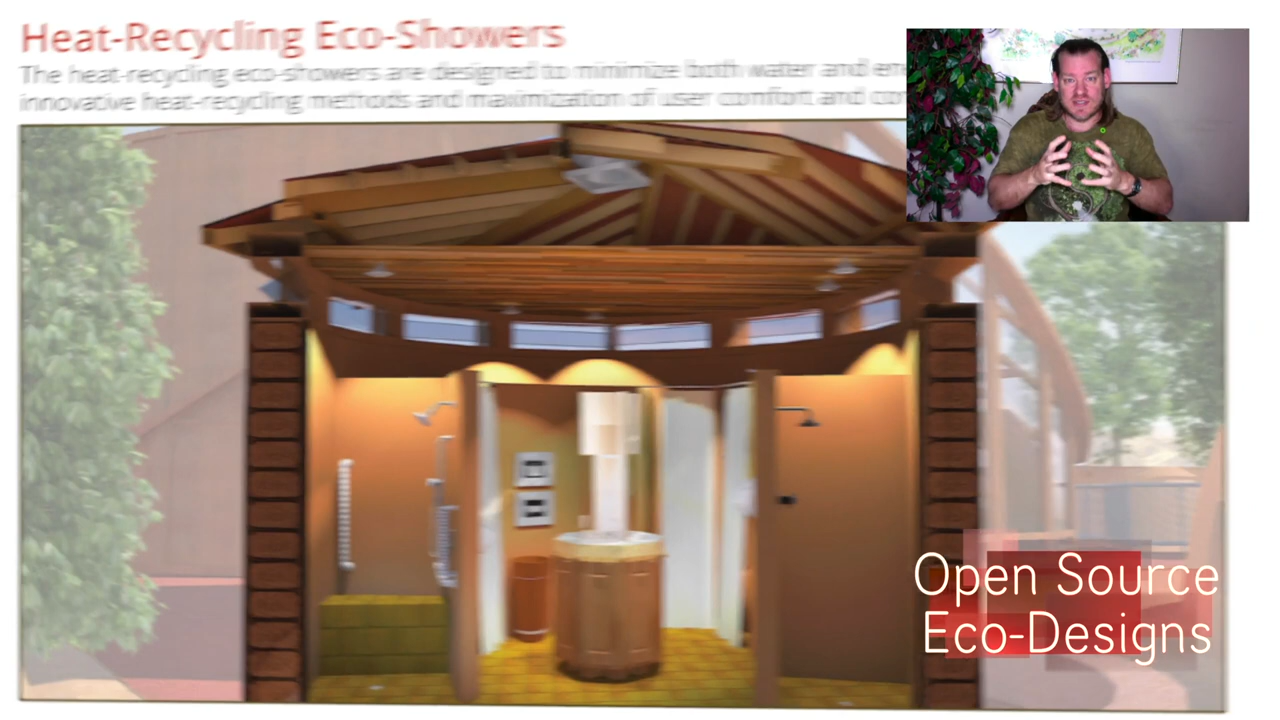 Heat-Recycling Eco-Showers
The heat-recycling eco-showers are designed to minimize both water and
innovative heat-recycling methods and maximization of user comfort and
Open Source
Eco-Designs